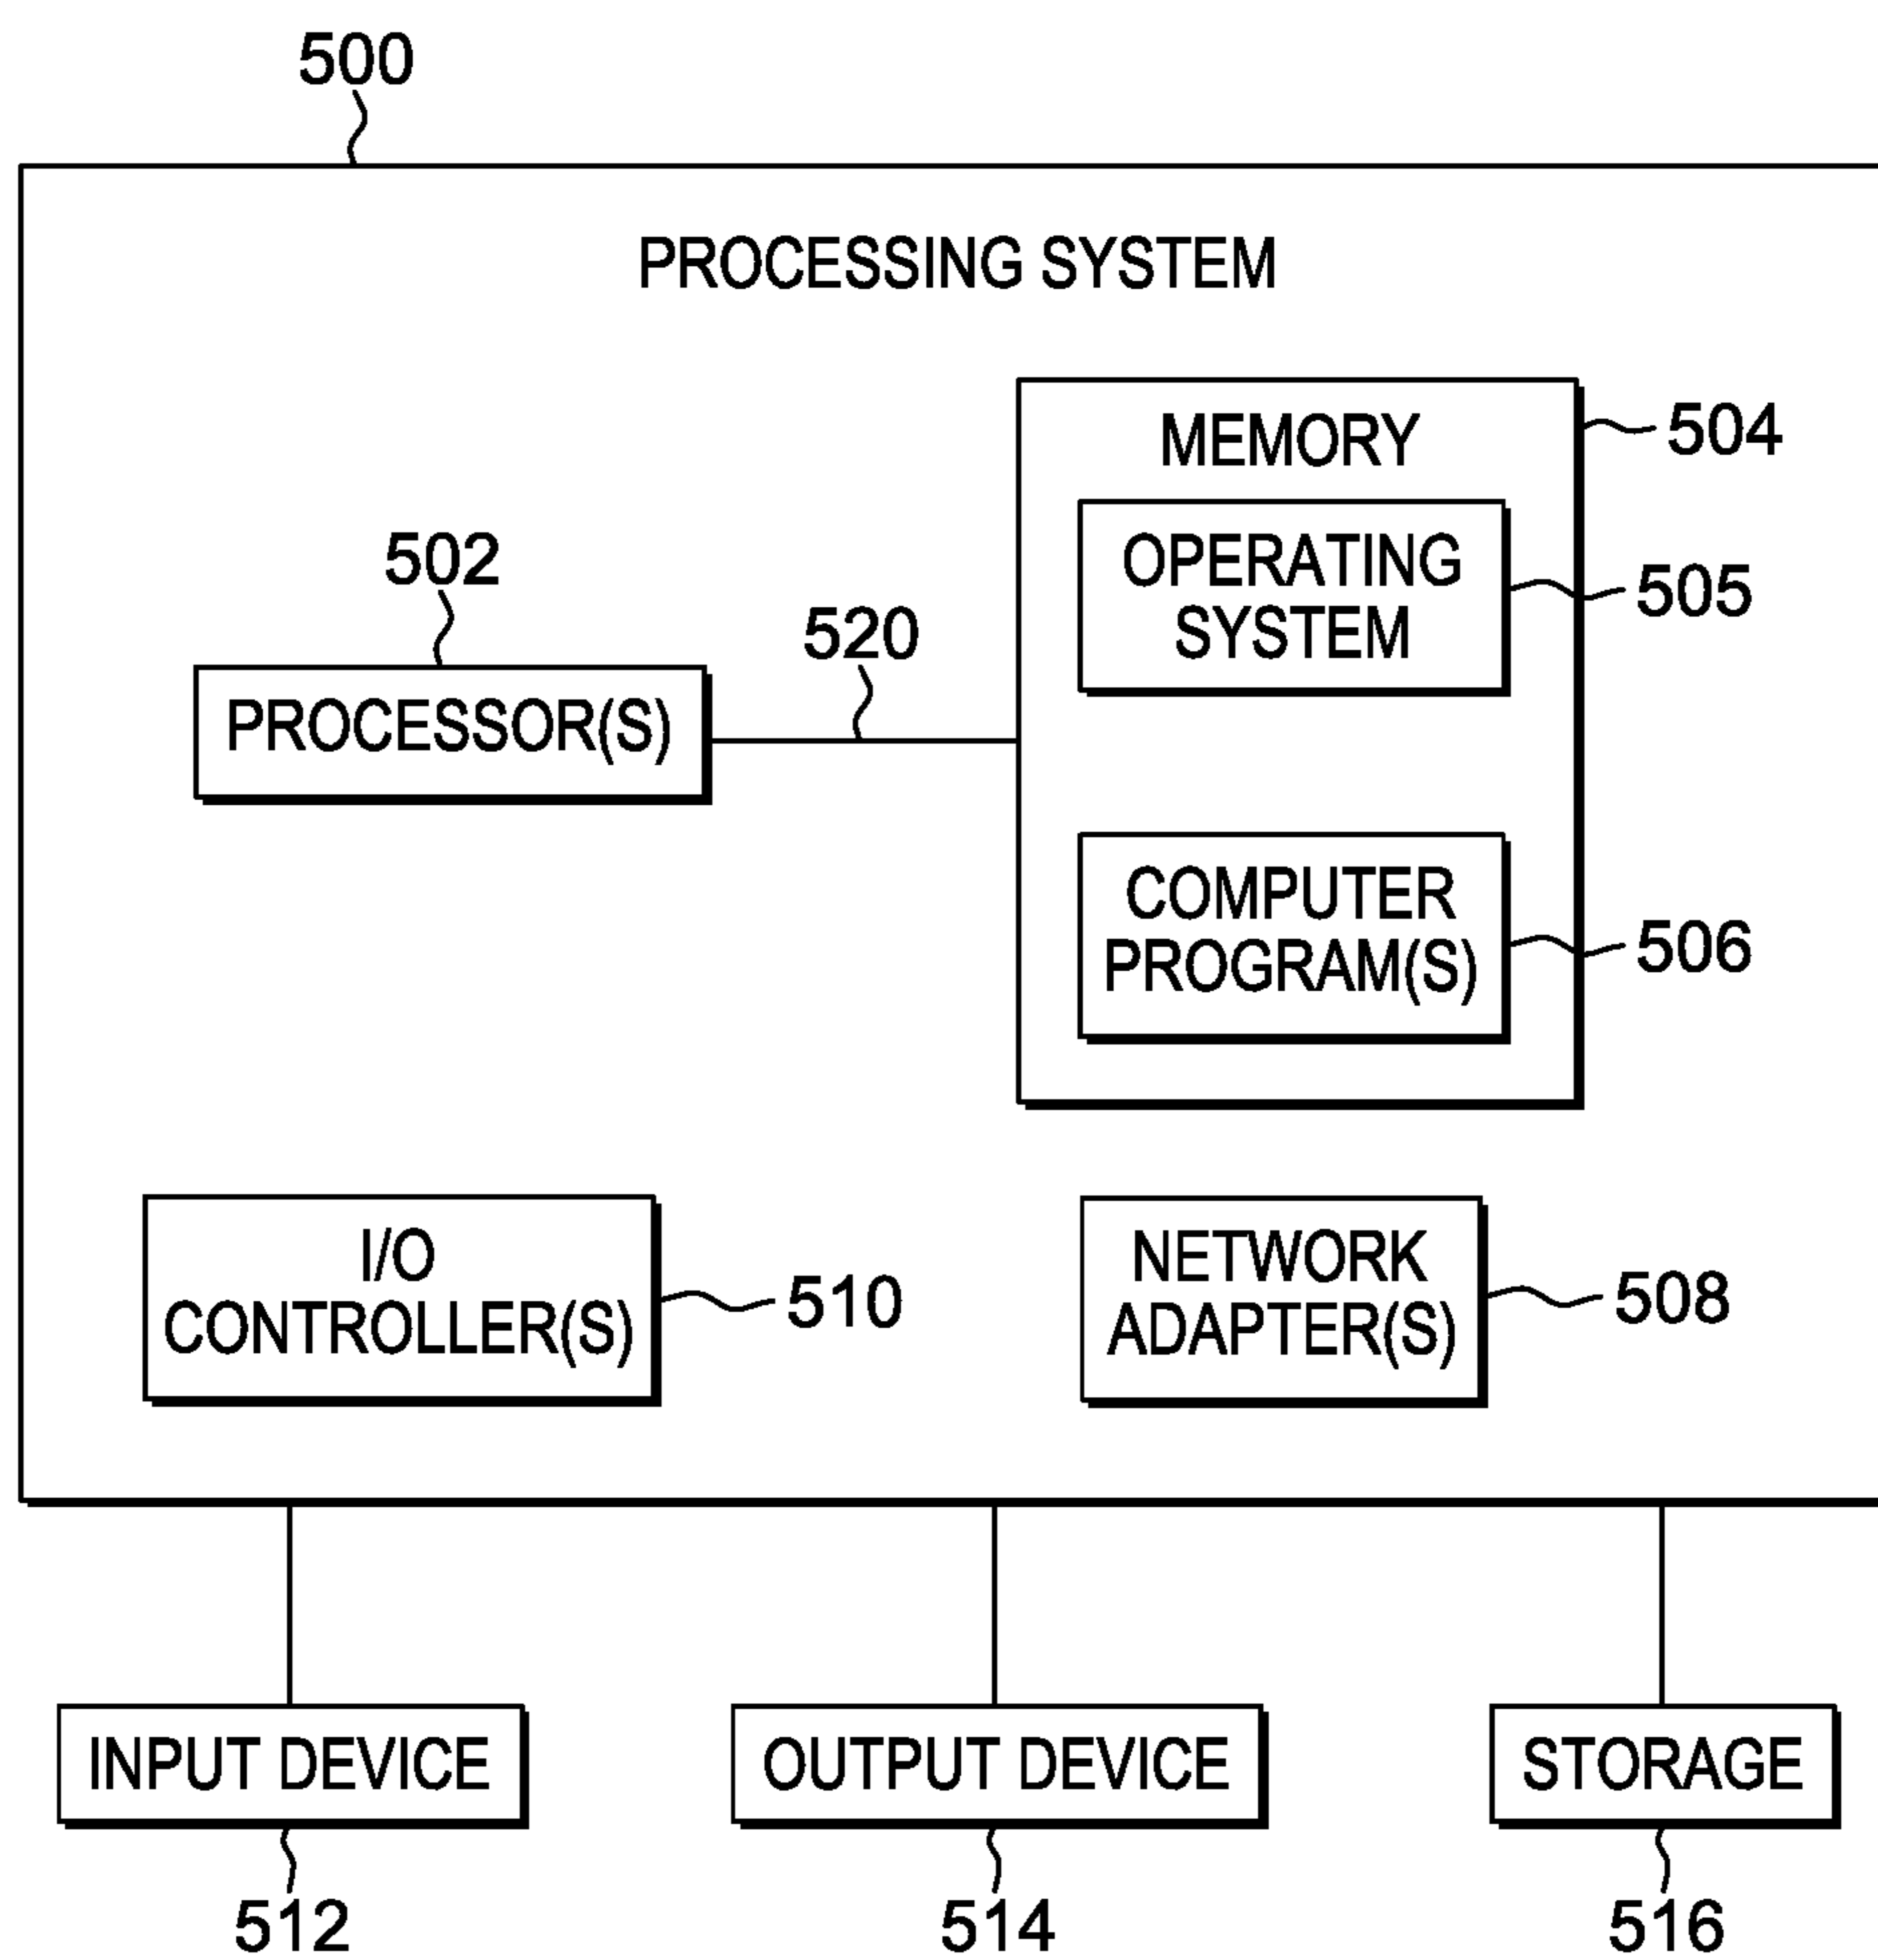 500
PROCESSING SYSTEM
MEMORY
504
OPERATING
SYSTEM
505
502
520
PROCESSOR(S)
COMPUTER
PROGRAM(S)
506
I/O
CONTROLLER(S)
510
NETWORK
ADAPTER(S)
508
INPUT DEVICE
OUTPUT DEVICE
STORAGE
512
514
516